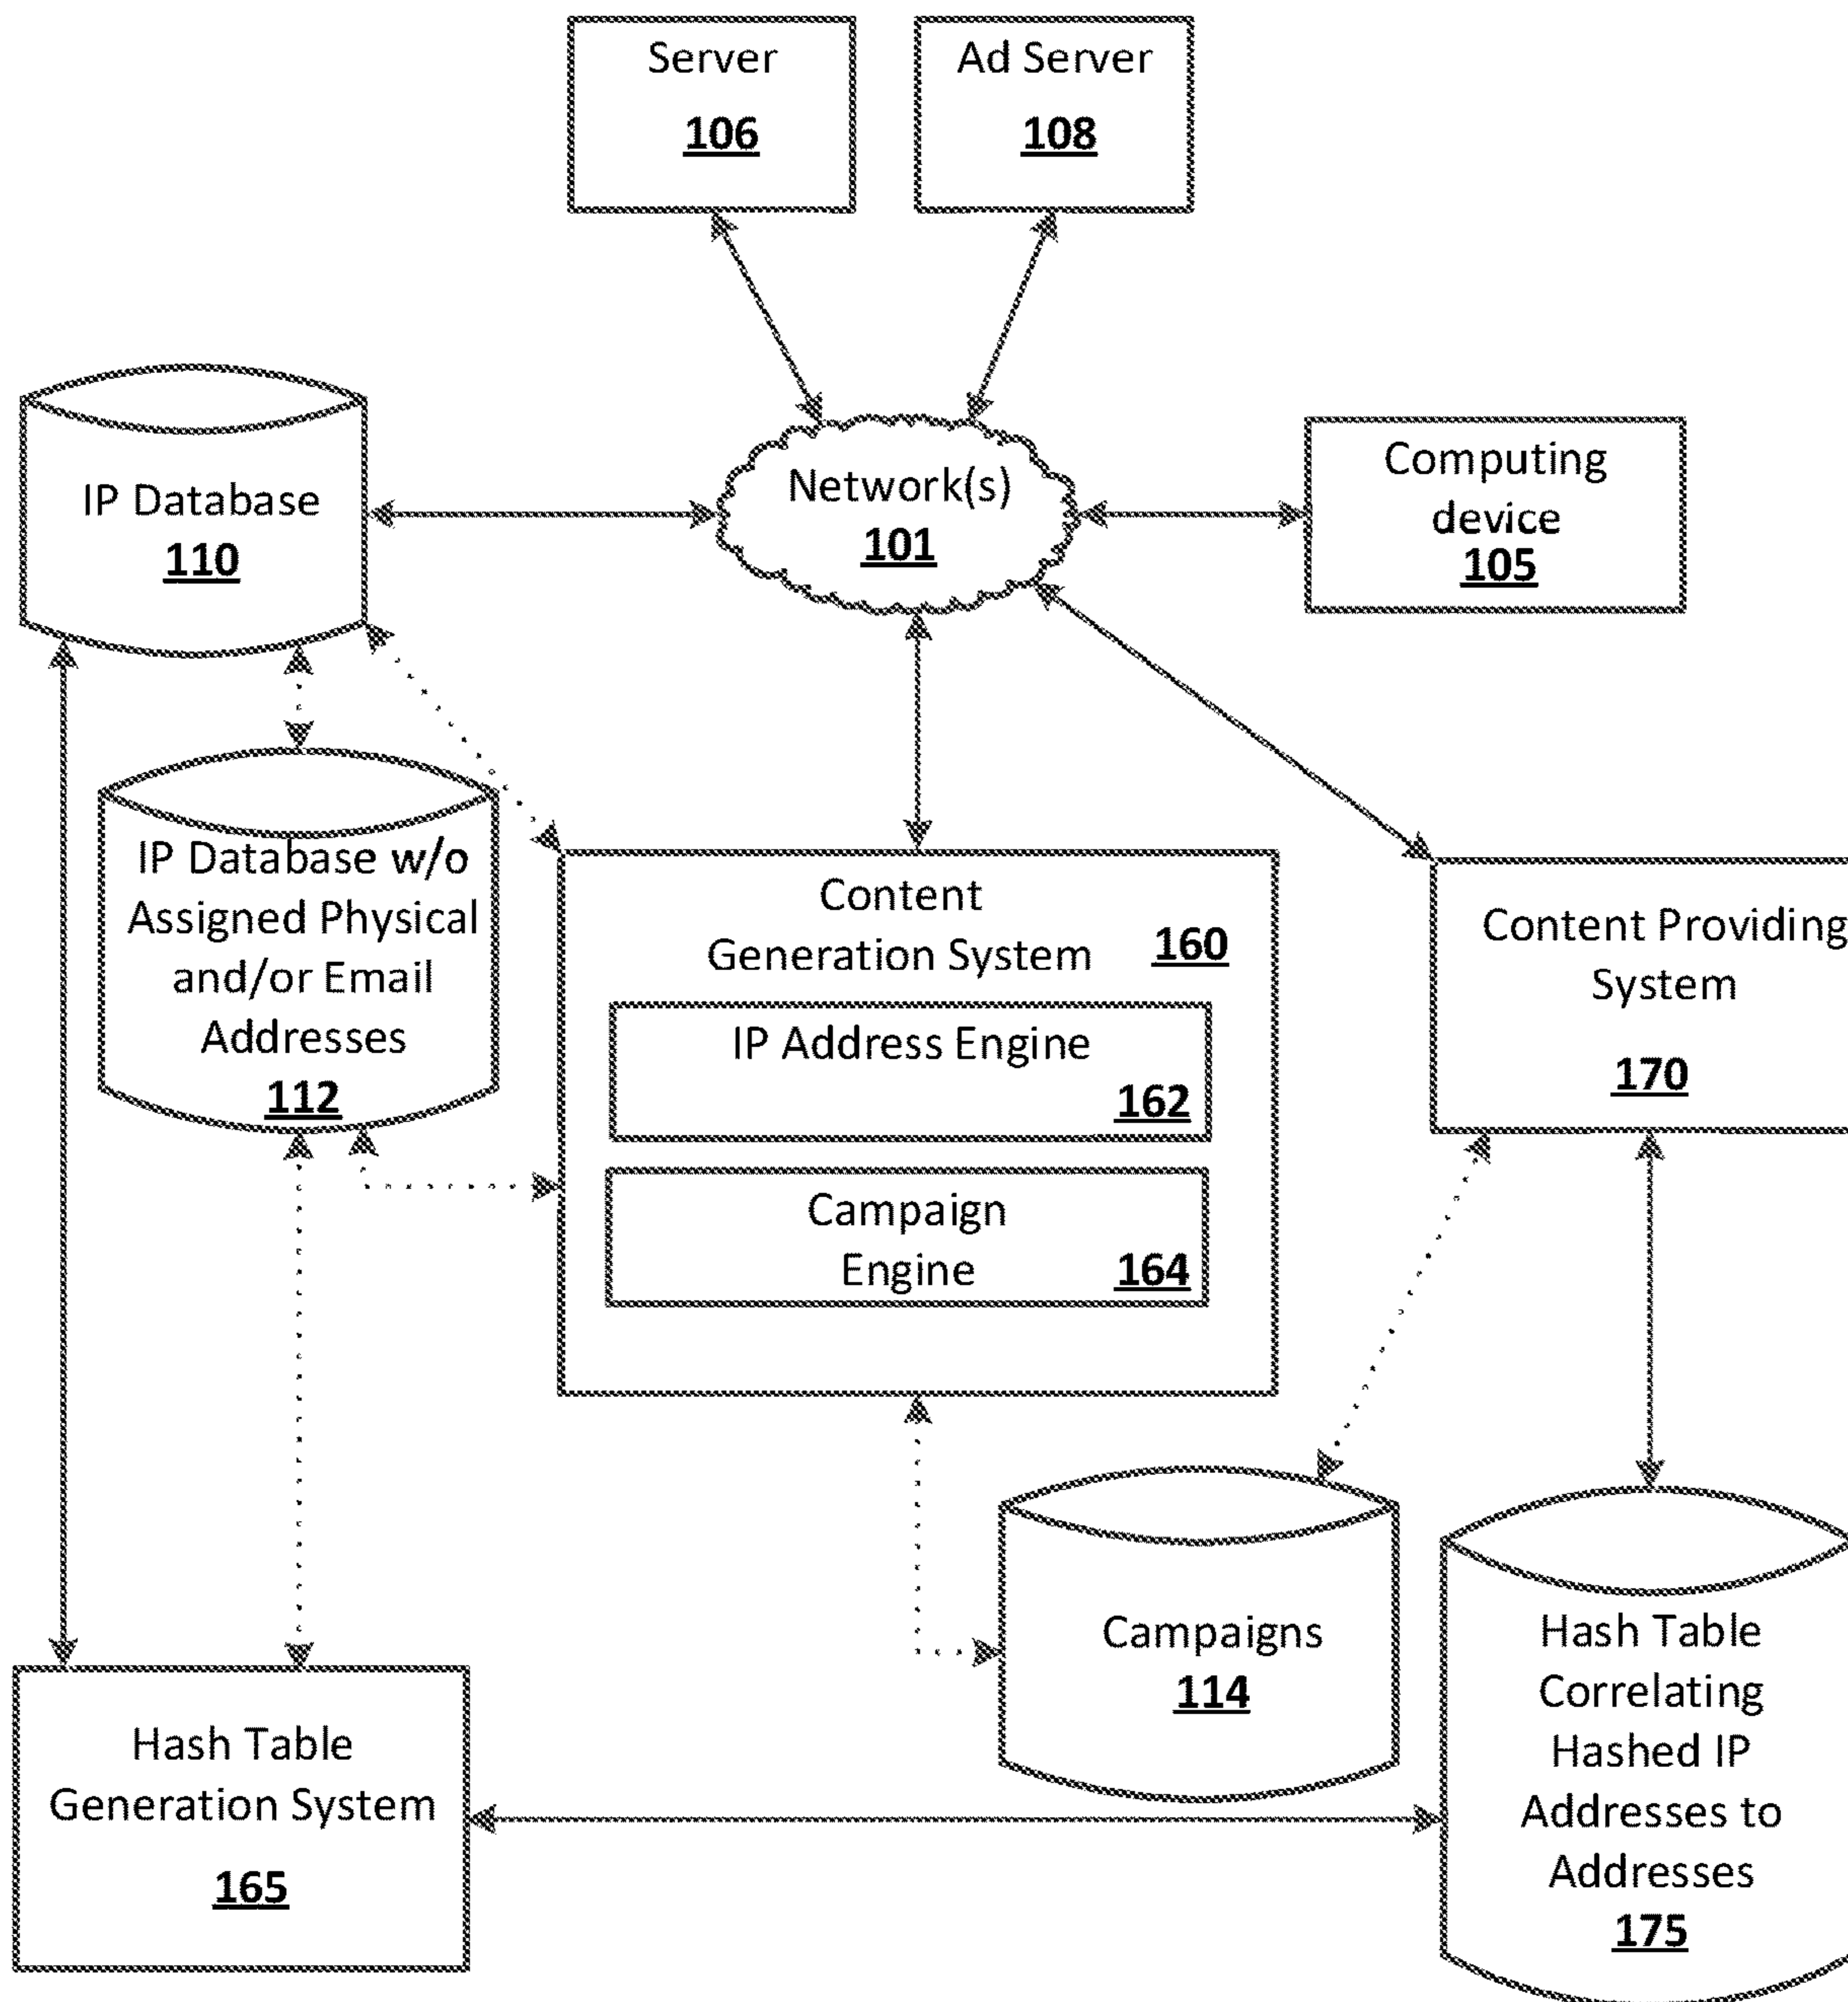 Server
106
Ad Server
108
IP Database
110
Network(s)
101
Computing
device
105
IP Database w/o
Assigned Physical
and/or Email
Addresses
112
Content
Generation System 160
IP Address Engine
162
Campaign
Engine 164
Content Providing
System
170
Campaigns
114
Hash Table
Correlating
Hashed IP
Addresses to
Addresses
175
Hash Table
Generation System
165